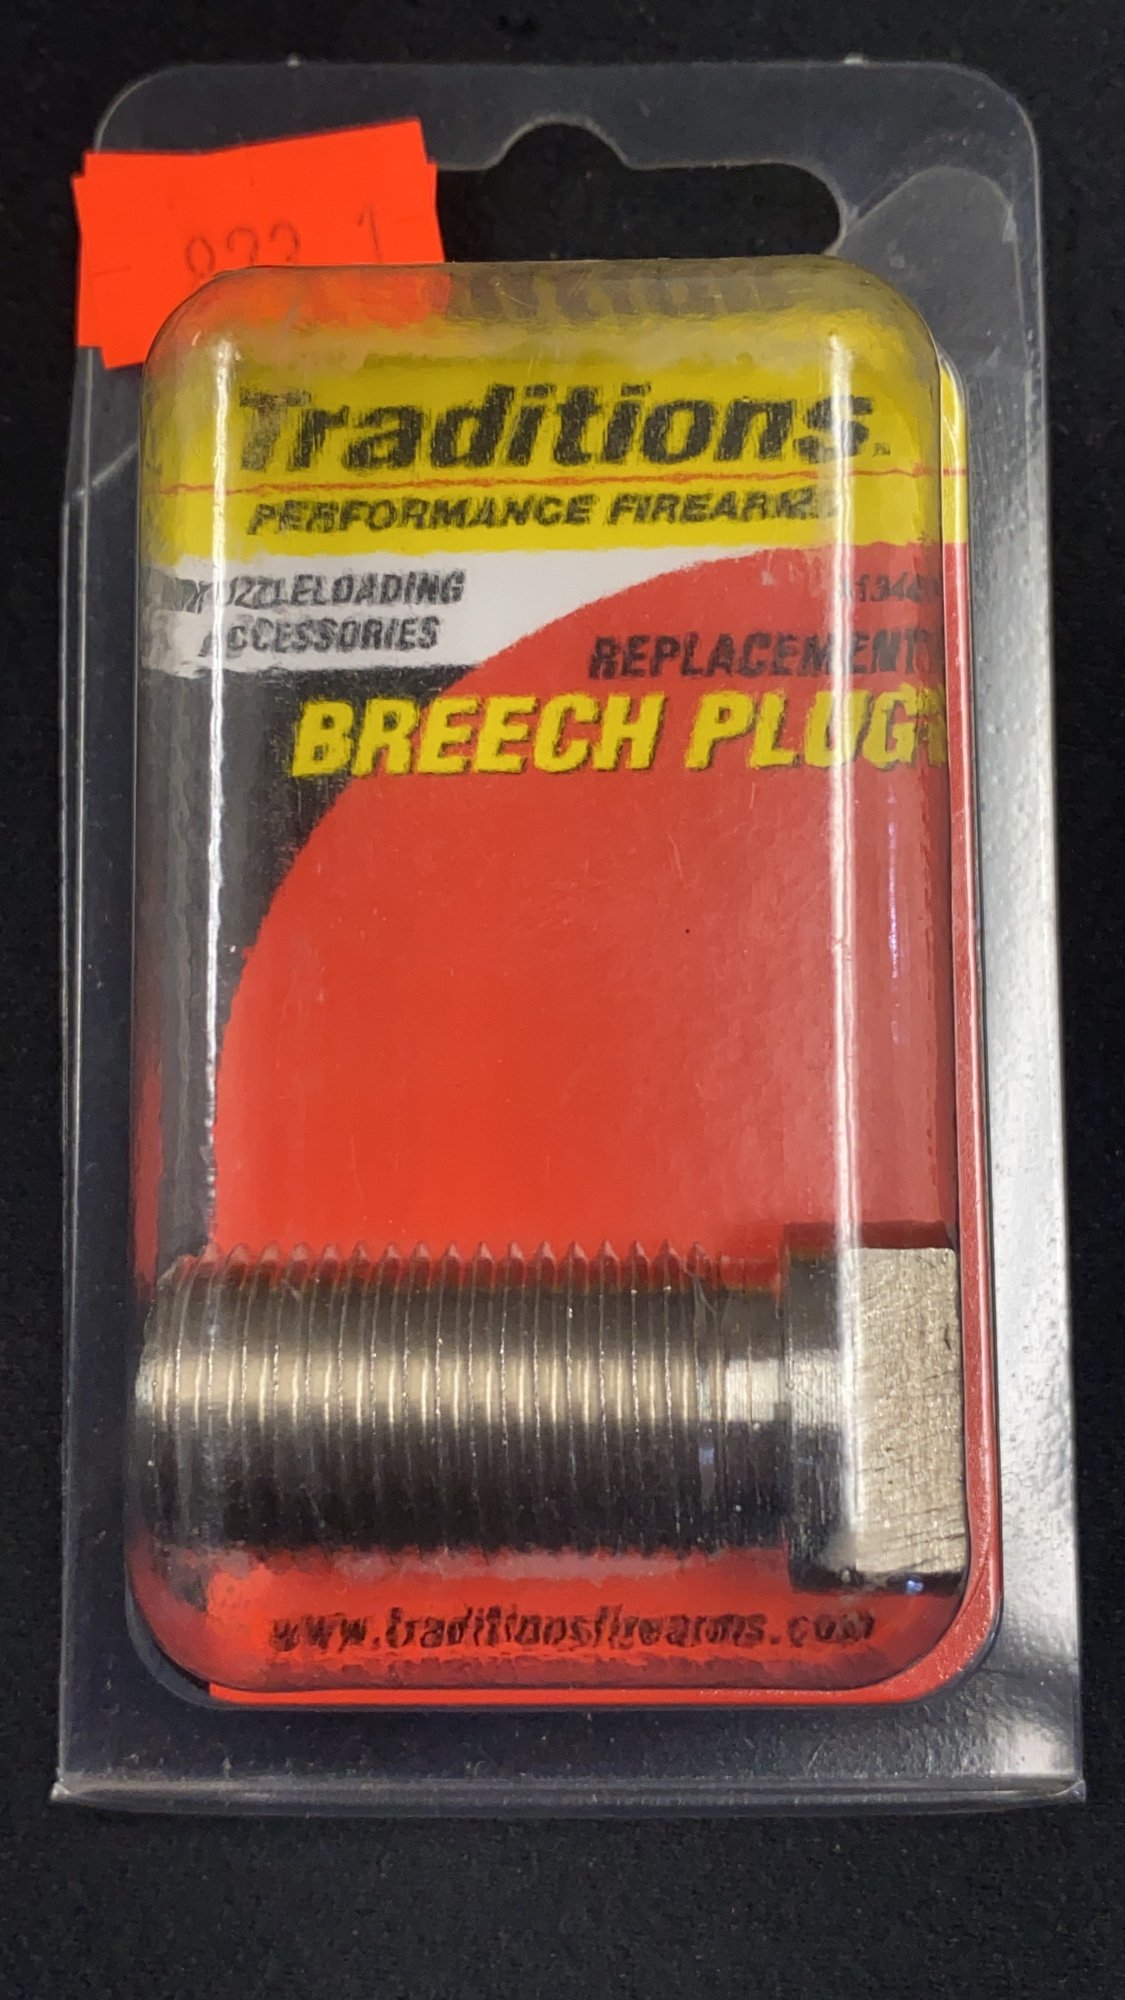 Traditions
PERFORMANCE FIREARMS
MUZZLELOADING
ACCESSORIES
REPLACEMENT
BREECH PLUG
www.traditionsfirearms.com